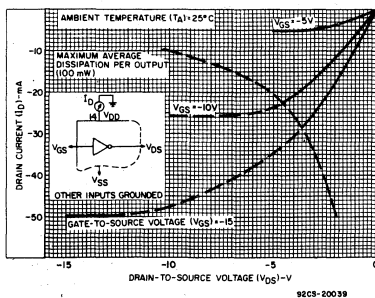 AMBIENT TEMPERATURE (TA)=25°C
VGS=-5V
MAXIMUM AVERAGE
DISSIPATION PER OUTPUT
(100 mW)
ID
14
VDD
VGS=-10V
VGS
VDS
VSS
OTHER INPUTS GROUNDED
GATE-TO-SOURCE VOLTAGE (VGS)=-15
DRAIN CURRENT (ID)-mA
-10
-20
-30
-40
-50
-15
-10
-5
0
DRAIN-TO-SOURCE VOLTAGE (VDS)-V
92CS-20039